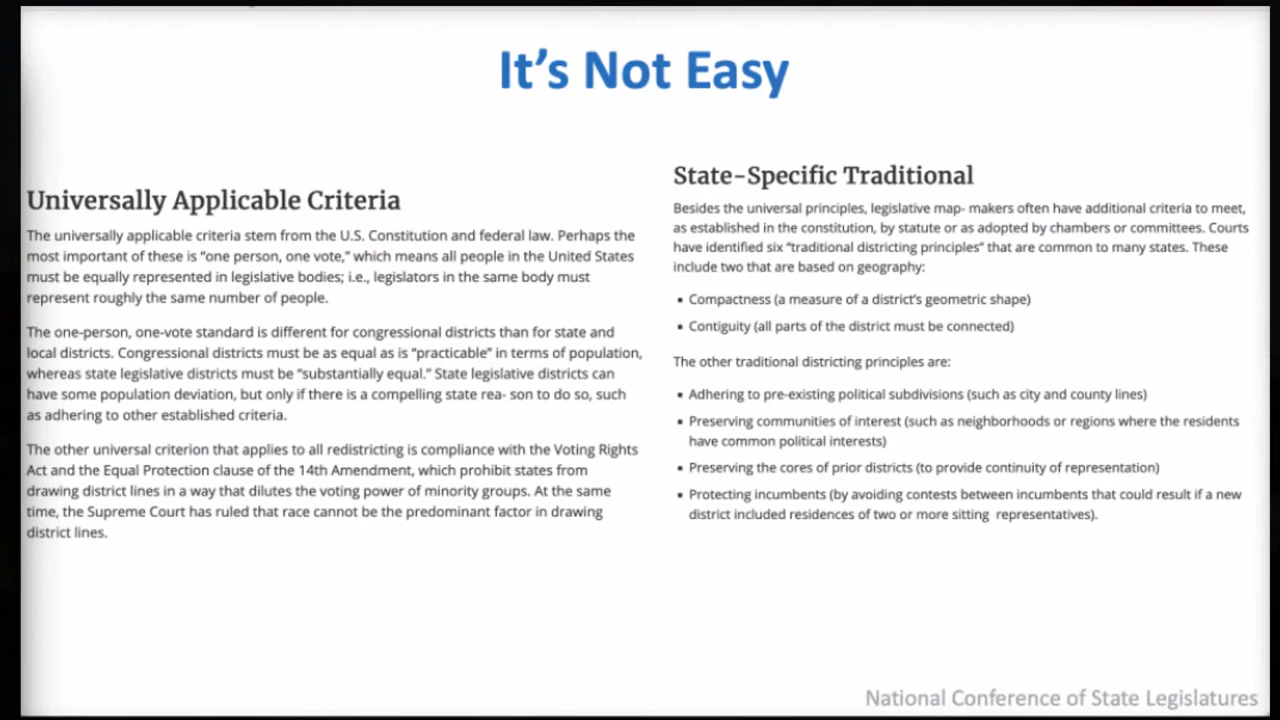 It's Not Easy
Universally Applicable Criteria
The universally applicable criteria stem from the U.S. Constitution and federal law. Perhaps the
most important of these is "one person, one vote," which means all people in the United States
must be equally represented in legislative bodies; i.e., legislators in the same body must
represent roughly the same number of people.
The one-person, one-vote standard is different for congressional districts than for state and
local districts. Congressional districts must be as equal as is "practicable" in terms of population,
whereas state legislative districts must be "substantially equal." State legislative districts can
have some population deviation, but only if there is a compelling state rea- son to do so, such
as adhering to other established criteria.
The other universal criterion that applies to all redistricting is compliance with the Voting Rights
Act and the Equal Protection clause of the 14th Amendment, which prohibit states from
drawing district lines in a way that dilutes the voting power of minority groups. At the same
time, the Supreme Court has ruled that race cannot be the predominant factor in drawing
district lines.
State-Specific Traditional
Besides the universal principles, legislative map- makers often have additional criteria to meet,
as established in the constitution, by statute or as adopted by chambers or committees. Courts
have identified six "traditional districting principles" that are common to many states. These
include two that are based on geography:
▪ Compactness (a measure of a district's geometric shape)
▪ Contiguity (all parts of the district must be connected)
The other traditional districting principles are:
▪ Adhering to pre-existing political subdivisions (such as city and county lines)
▪ Preserving communities of interest (such as neighborhoods or regions where the residents
have common political interests)
▪ Preserving the cores of prior districts (to provide continuity of representation)
▪ Protecting incumbents (by avoiding contests between incumbents that could result if a new
district included residences of two or more sitting representatives).
National Conference of State Legislatures